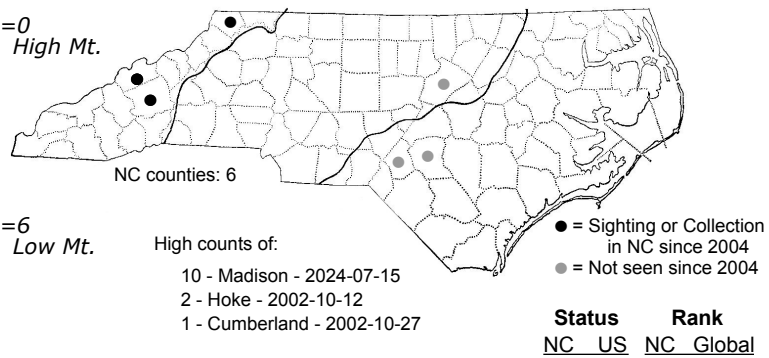 =0
High Mt.
NC counties: 6
=6
Low Mt.
High counts of:
10 - Madison - 2024-07-15
2 - Hoke - 2002-10-12
1 - Cumberland - 2002-10-27
= Sighting or Collection
in NC since 2004
= Not seen since 2004
Status Rank
NC US NC Global